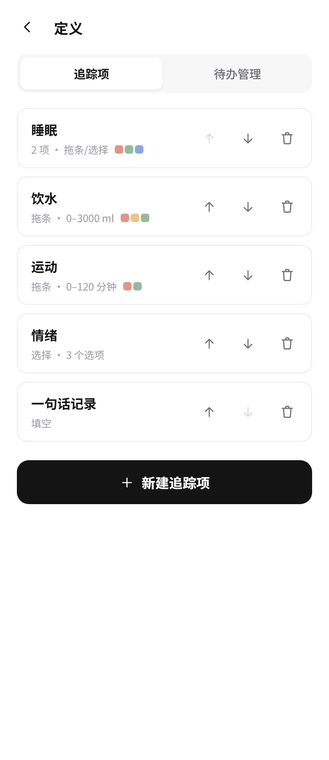 定义
追踪项
待办管理
睡眠
2 项 • 拖条/选择
饮水
拖条 • 0–3000 ml
运动
拖条 • 0–120 分钟
情绪
选择 • 3 个选项
一句话记录
填空
+ 新建追踪项